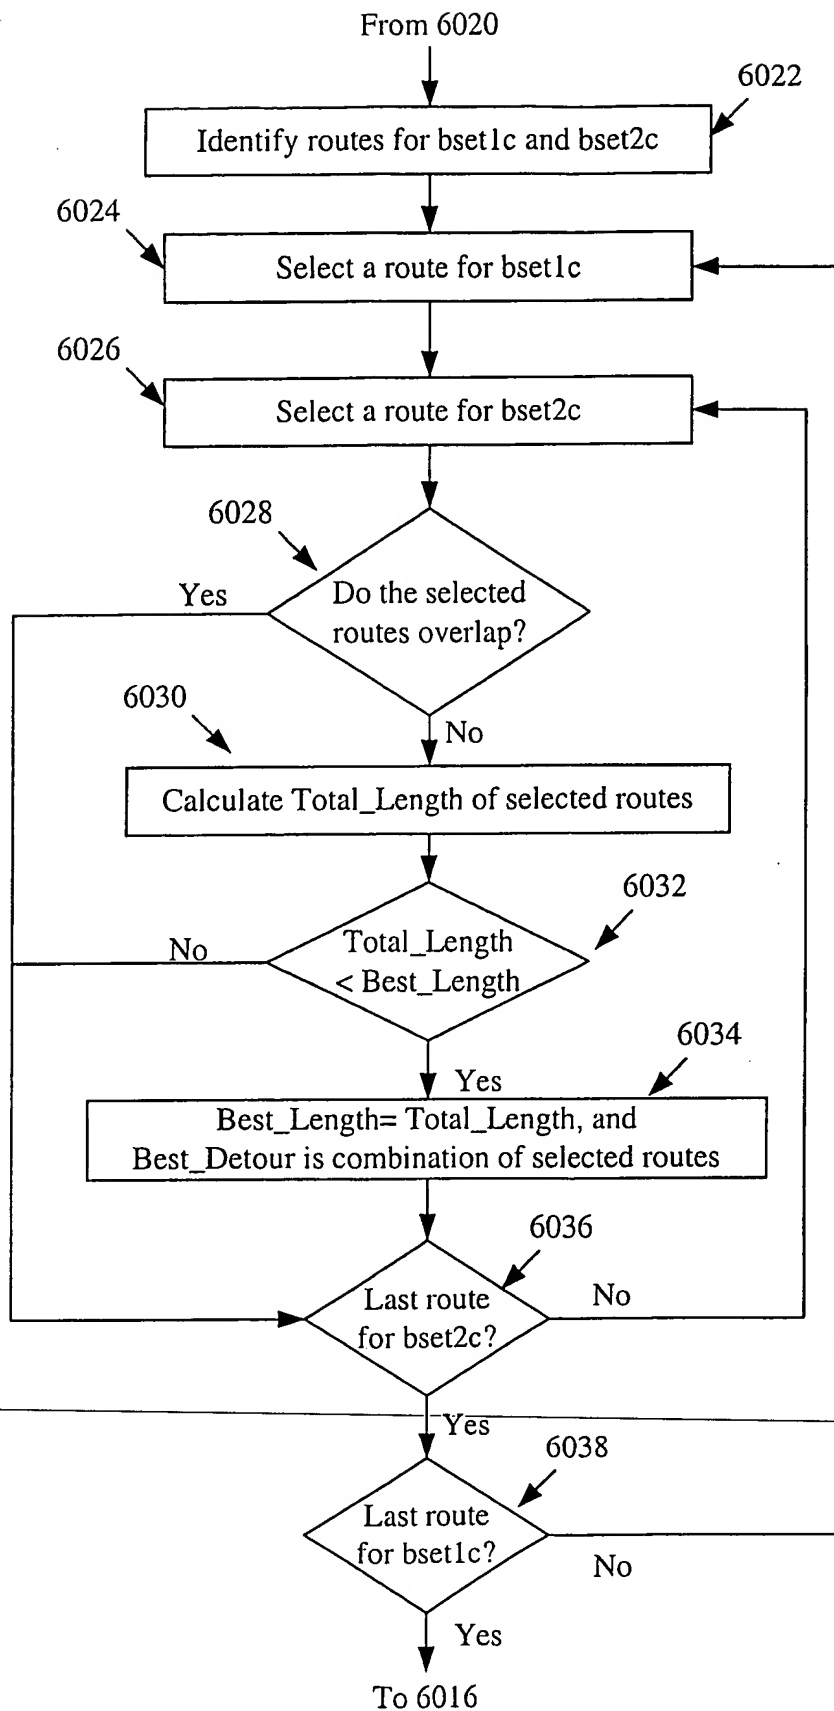 From 6020
6022
Identify routes for bset1c and bset2c
6024
Select a route for bset1c
6026
Select a route for bset2c
6028
Yes
Do the selected
routes overlap?
6030
No
Calculate Total_Length of selected routes
6032
No
Total_Length
< Best_Length
6034
Yes
Best_Length= Total_Length, and
Best_Detour is combination of selected routes
6036
Last route
for bset2c?
No
Yes
6038
Last route
for bset1c?
No
Yes
To 6016